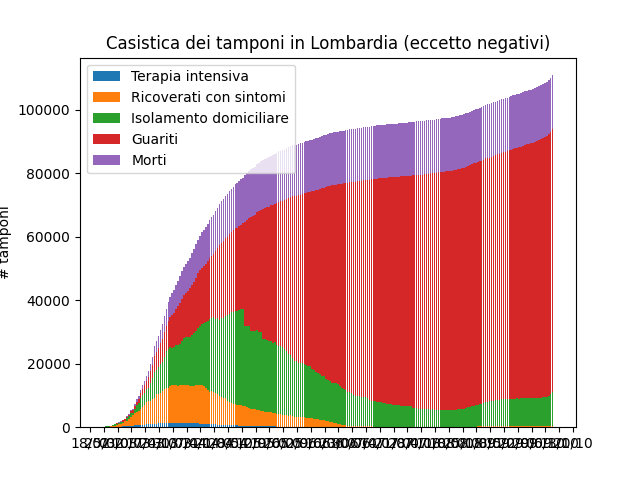 Casistica dei tamponi in Lombardia (eccetto negativi)
Terapia intensiva
Ricoverati con sintomi
Isolamento domiciliare
Guariti
Morti
100000
80000
60000
40000
20000
0
# tamponi